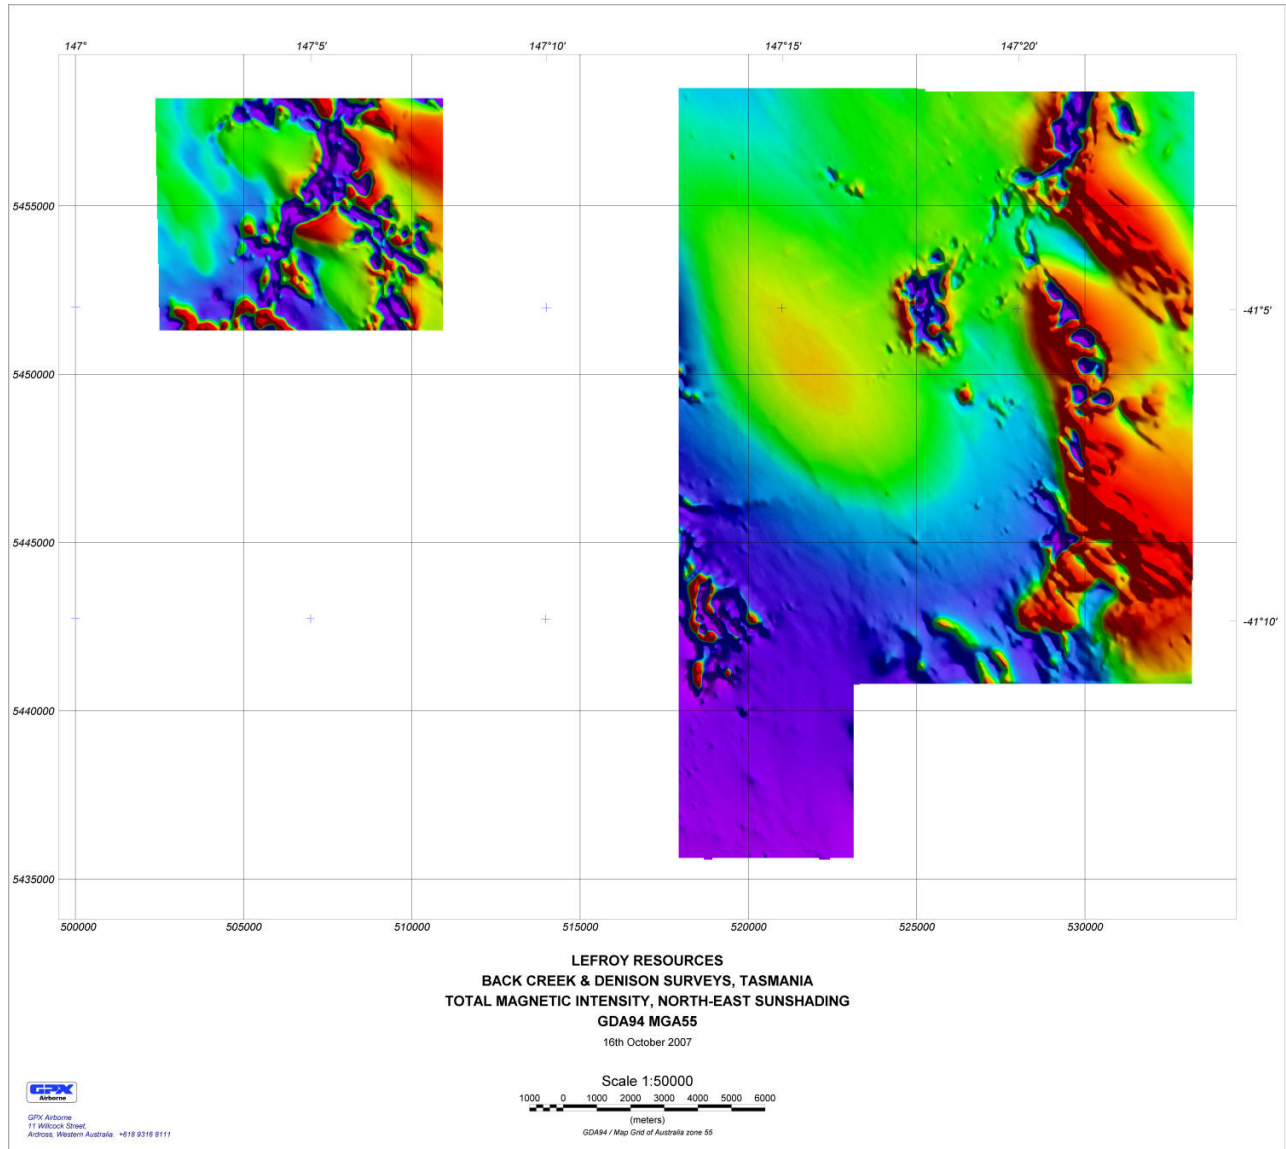 147° 147°5' 147°10' 147°15' 147°20'
5455000
-41°5'
5450000
5445000
-41°10'
5440000
5435000
500000 505000 510000 515000 520000 525000 530000
LEFROY RESOURCES
BACK CREEK & DENISON SURVEYS, TASMANIA
TOTAL MAGNETIC INTENSITY, NORTH-EAST SUNSHADING
GDA94 MGA55
16th October 2007
Scale 1:50000
1000 0 1000 2000 3000 4000 5000 6000
(meters)
GDA94 / Map Grid of Australia zone 55
GPX
Airborne
GPX Airborne
11 Willcock Street,
Ardross, Western Australia. +618 9316 8111